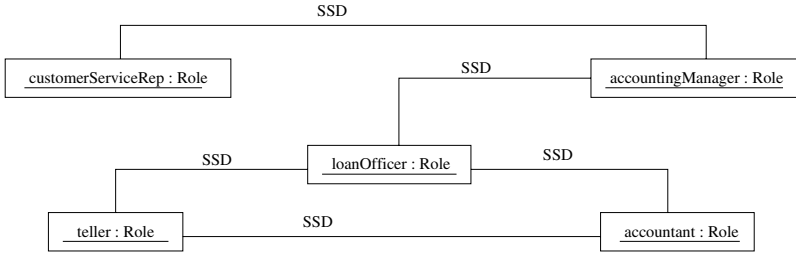 SSD
customerServiceRep : Role
SSD
accountingManager : Role
SSD
loanOfficer : Role
SSD
teller : Role
SSD
accountant : Role